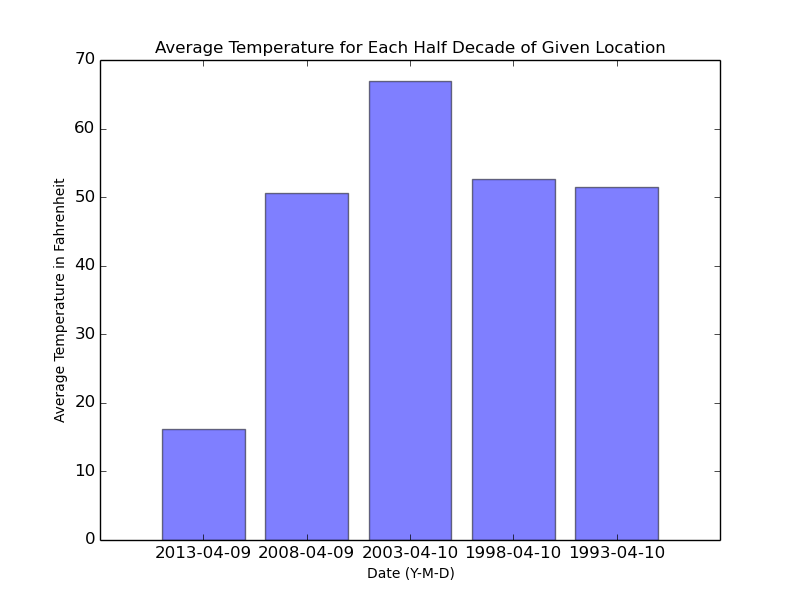 Average Temperature for Each Half Decade of Given Location
70
60
50
40
30
20
10
0
Average Temperature in Fahrenheit
2013-04-09 2008-04-09 2003-04-10 1998-04-10 1993-04-10
Date (Y-M-D)